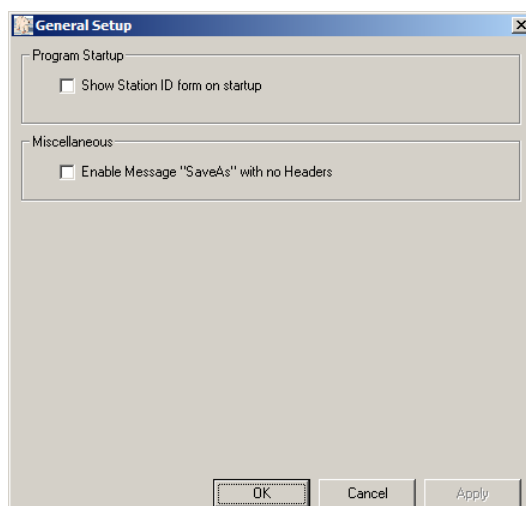 General Setup
Program Startup
Show Station ID form on startup
Miscellaneous
Enable Message "SaveAs" with no Headers
OK
Cancel
Apply